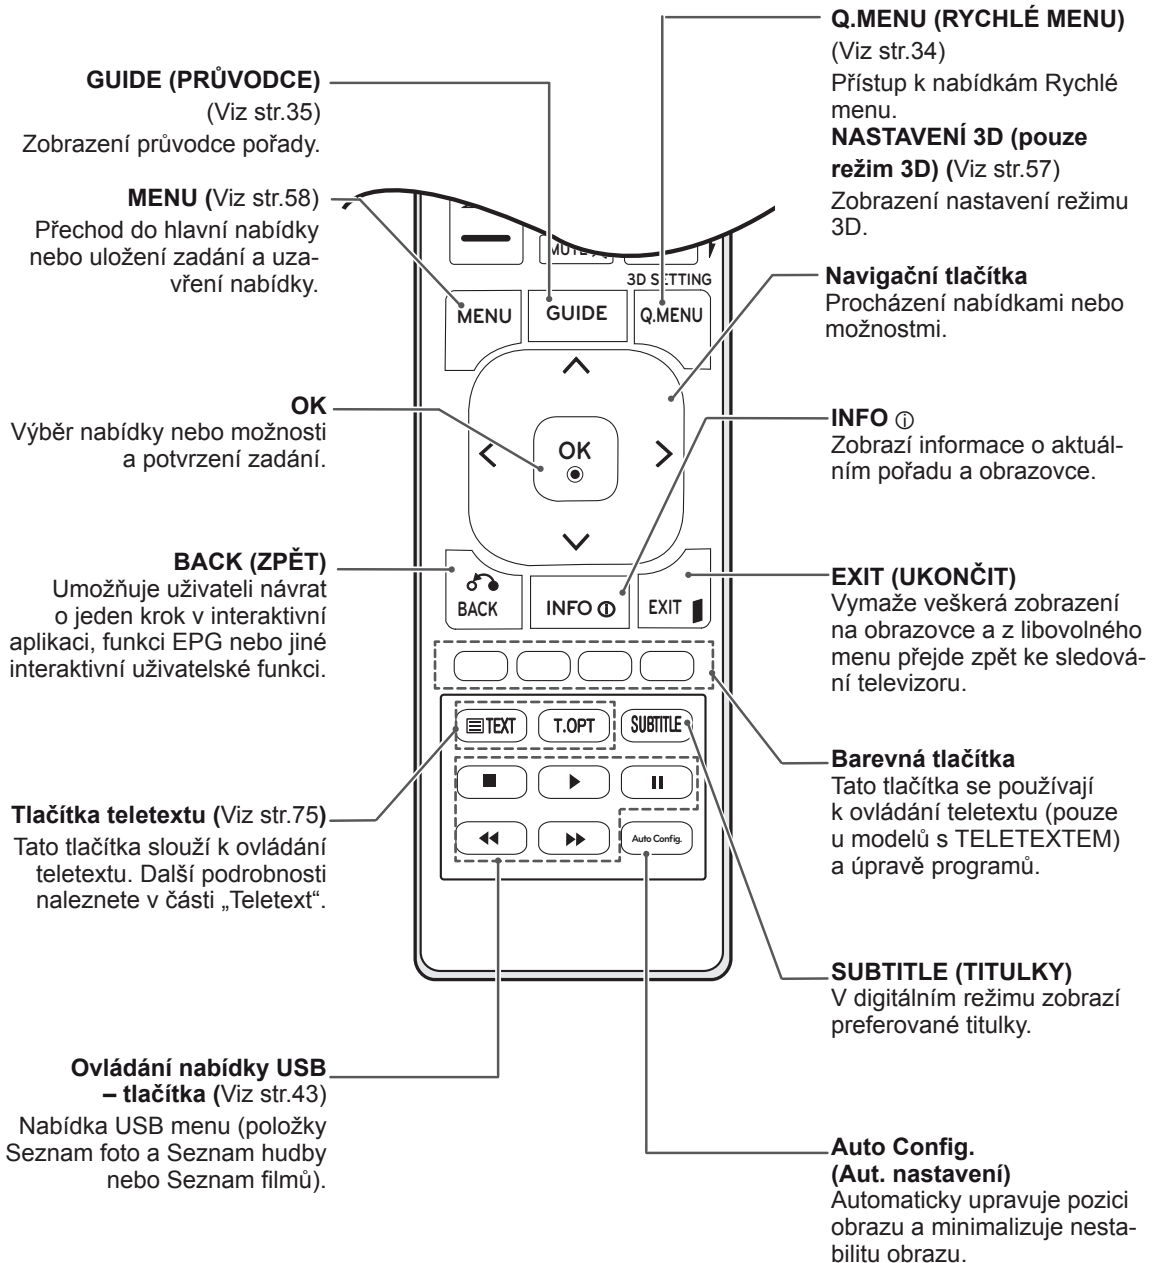 GUIDE (PRŮVODCE)
(Viz str.35)
Zobrazení průvodce pořady.
MENU (Viz str.58)
Přechod do hlavní nabídky
nebo uložení zadání a uza-
vření nabídky.
OK
Výběr nabídky nebo možnosti
a potvrzení zadání.
BACK (ZPĚT)
Umožňuje uživateli návrat
o jeden krok v interaktivní
aplikaci, funkci EPG nebo jiné
interaktivní uživatelské funkci.
Tlačítka teletextu (Viz str.75)
Tato tlačítka slouží k ovládání
teletextu. Další podrobnosti
naleznete v části „Teletext“.
Ovládání nabídky USB
– tlačítka (Viz str.43)
Nabídka USB menu (položky
Seznam foto a Seznam hudby
nebo Seznam filmů).
MUTE
3D SETTING
MENU
GUIDE
Q.MENU
OK
BACK
INFO ⓘ
EXIT
TEXT
T.OPT
SUBTITLE
Auto Config.
Q.MENU (RYCHLÉ MENU)
(Viz str.34)
Přístup k nabídkám Rychlé
menu.
NASTAVENÍ 3D (pouze
režim 3D) (Viz str.57)
Zobrazení nastavení režimu
3D.
Navigační tlačítka
Procházení nabídkami nebo
možnostmi.
INFO ⓘ
Zobrazí informace o aktuál-
ním pořadu a obrazovce.
EXIT (UKONČIT)
Vymaže veškerá zobrazení
na obrazovce a z libovolného
menu přejde zpět ke sledová-
ní televizoru.
Barevná tlačítka
Tato tlačítka se používají
k ovládání teletextu (pouze
u modelů s TELETEXTEM)
a úpravě programů.
SUBTITLE (TITULKY)
V digitálním režimu zobrazí
preferované titulky.
Auto Config.
(Aut. nastavení)
Automaticky upravuje pozici
obrazu a minimalizuje nesta-
bilitu obrazu.